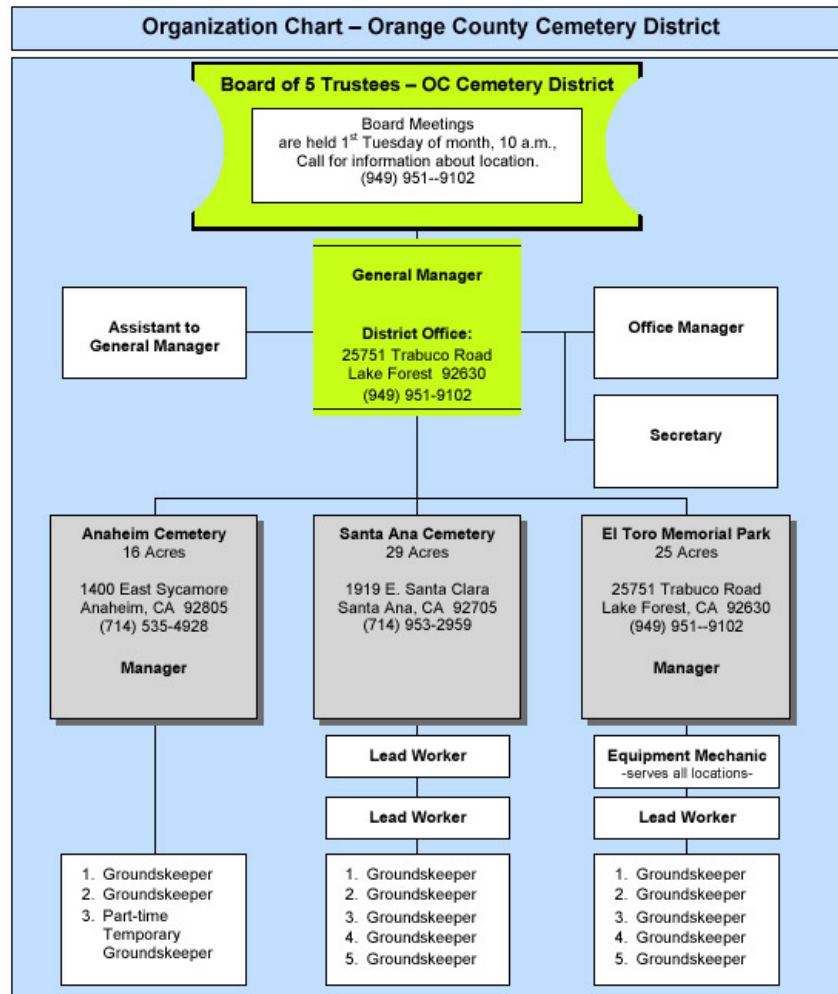 Organization Chart – Orange County Cemetery District
Board of 5 Trustees – OC Cemetery District
Board Meetings
are held 1st Tuesday of month, 10 a.m.,
Call for information about location.
(949) 951--9102
General Manager
District Office:
25751 Trabuco Road
Lake Forest 92630
(949) 951-9102
Assistant to
General Manager
Office Manager
Secretary
Anaheim Cemetery
16 Acres
1400 East Sycamore
Anaheim, CA 92805
(714) 535-4928
Manager
Santa Ana Cemetery
29 Acres
1919 E. Santa Clara
Santa Ana, CA 92705
(714) 953-2959
El Toro Memorial Park
25 Acres
25751 Trabuco Road
Lake Forest, CA 92630
(949) 951--9102
Manager
Lead Worker
Lead Worker
Equipment Mechanic
-serves all locations-
Lead Worker
1. Groundskeeper
2. Groundskeeper
3. Part-time
Temporary
Groundskeeper
1. Groundskeeper
2. Groundskeeper
3. Groundskeeper
4. Groundskeeper
5. Groundskeeper
1. Groundskeeper
2. Groundskeeper
3. Groundskeeper
4. Groundskeeper
5. Groundskeeper